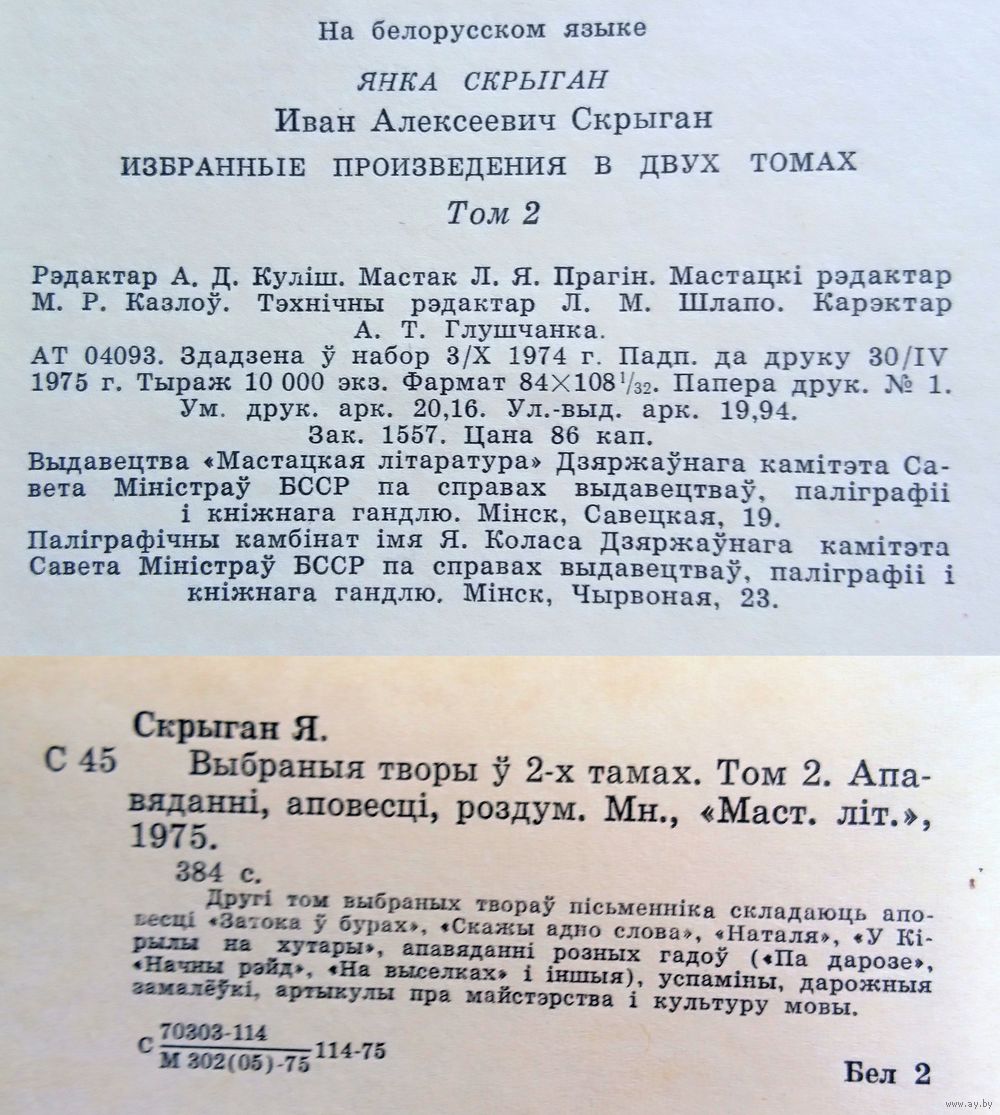 На белорусском языке
ЯНКА СКРЫГАН
Иван Алексеевич Скрыган
ИЗБРАННЫЕ ПРОИЗВЕДЕНИЯ В ДВУХ ТОМАХ
Том 2
Рэдактар А. Д. Куліш. Мастак Л. Я. Прагін. Мастацкі рэдактар
М. Р. Казлоў. Тэхнічны рэдактар Л. М. Шлапо. Карэктар
А. Т. Глушчанка.
АТ 04093. Здадзена ў набор 3/X 1974 г. Падп. да друку 30/IV
1975 г. Тыраж 10 000 экз. Фармат 84×108 1/32. Папера друк. № 1.
Ум. друк. арк. 20,16. Ул.-выд. арк. 19,94.
Зак. 1557. Цана 86 кап.
Выдавецтва «Мастацкая літаратура» Дзяржаўнага камітэта Са-
вета Міністраў БССР па справах выдавецтваў, паліграфіі
і кніжнага гандлю. Мінск, Савецкая, 19.
Паліграфічны камбінат імя Я. Коласа Дзяржаўнага камітэта
Савета Міністраў БССР па справах выдавецтваў, паліграфіі і
кніжнага гандлю. Мінск, Чырвоная, 23.
Скрыган Я.
С 45 Выбраныя творы ў 2-х тамах. Том 2. Апа-
вяданні, аповесці, роздум. Мн., «Маст. літ.»,
1975.
384 с.
Другі том выбраных твораў пісьменніка складаюць апо-
весці «Затока ў бурах», «Скажы адно слова», «Наталя», «У Кі-
рылы на хутары», апавяданні розных гадоў («Па дарозе»,
«Начны рэйд», «На выселках» і іншыя), успаміны, дарожныя
замалёўкі, артыкулы пра майстэрства і культуру мовы.
С 70303-114
М 302(05)-75 114-75
Бел 2
www.ay.by